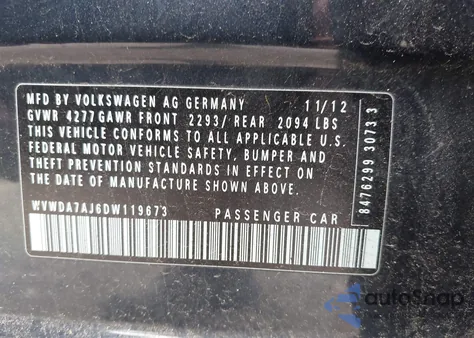 MFD BY VOLKSWAGEN AG GERMANY 11/12
GVWR 4277 GAWR FRONT 2293/ REAR 2094 LBS
THIS VEHICLE CONFORMS TO ALL APPLICABLE U.S.
FEDERAL MOTOR VEHICLE SAFETY, BUMPER AND
THEFT PREVENTION STANDARDS IN EFFECT ON THE
DATE OF MANUFACTURE SHOWN ABOVE.
WVWDA7AJ6DW119673 PASSENGER CAR
8476299 3073 3
autoSnap